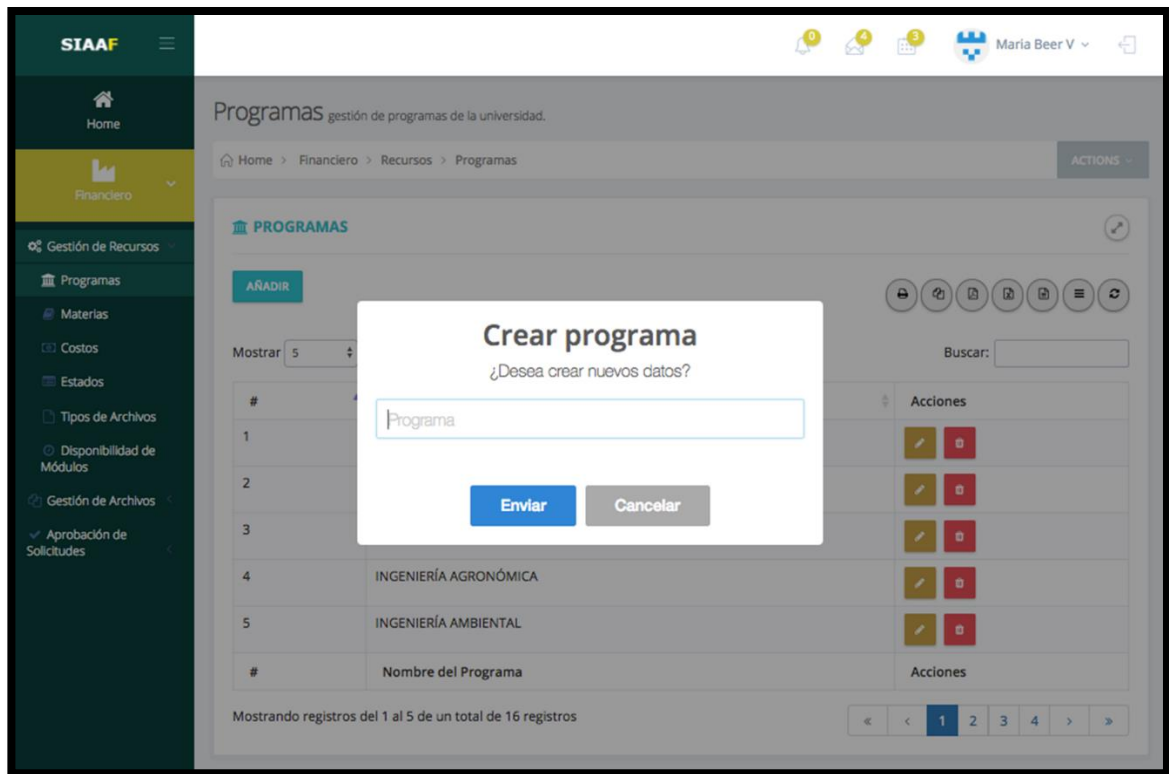 SIAAF
0
4
3
Maria Beer V
Home
Programas gestión de programas de la universidad.
Home > Financiero > Recursos > Programas
ACTIONS
Financiero
PROGRAMAS
Gestión de Recursos
Programas
AÑADIR
Materias
Costos
Estados
Tipos de Archivos
Disponibilidad de
Módulos
Gestión de Archivos
Aprobación de
Solicitudes
Crear programa
¿Desea crear nuevos datos?
Programa
Enviar Cancelar
Mostrar 5
Buscar:
# Acciones
1
2
3
4 INGENIERÍA AGRONÓMICA
5 INGENIERÍA AMBIENTAL
# Nombre del Programa Acciones
Mostrando registros del 1 al 5 de un total de 16 registros
« < 1 2 3 4 > »